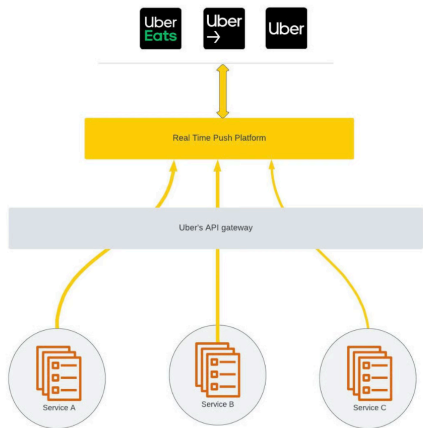 Uber
Eats
Uber
Uber
Real Time Push Platform
Uber's API gateway
Service A
Service B
Service C